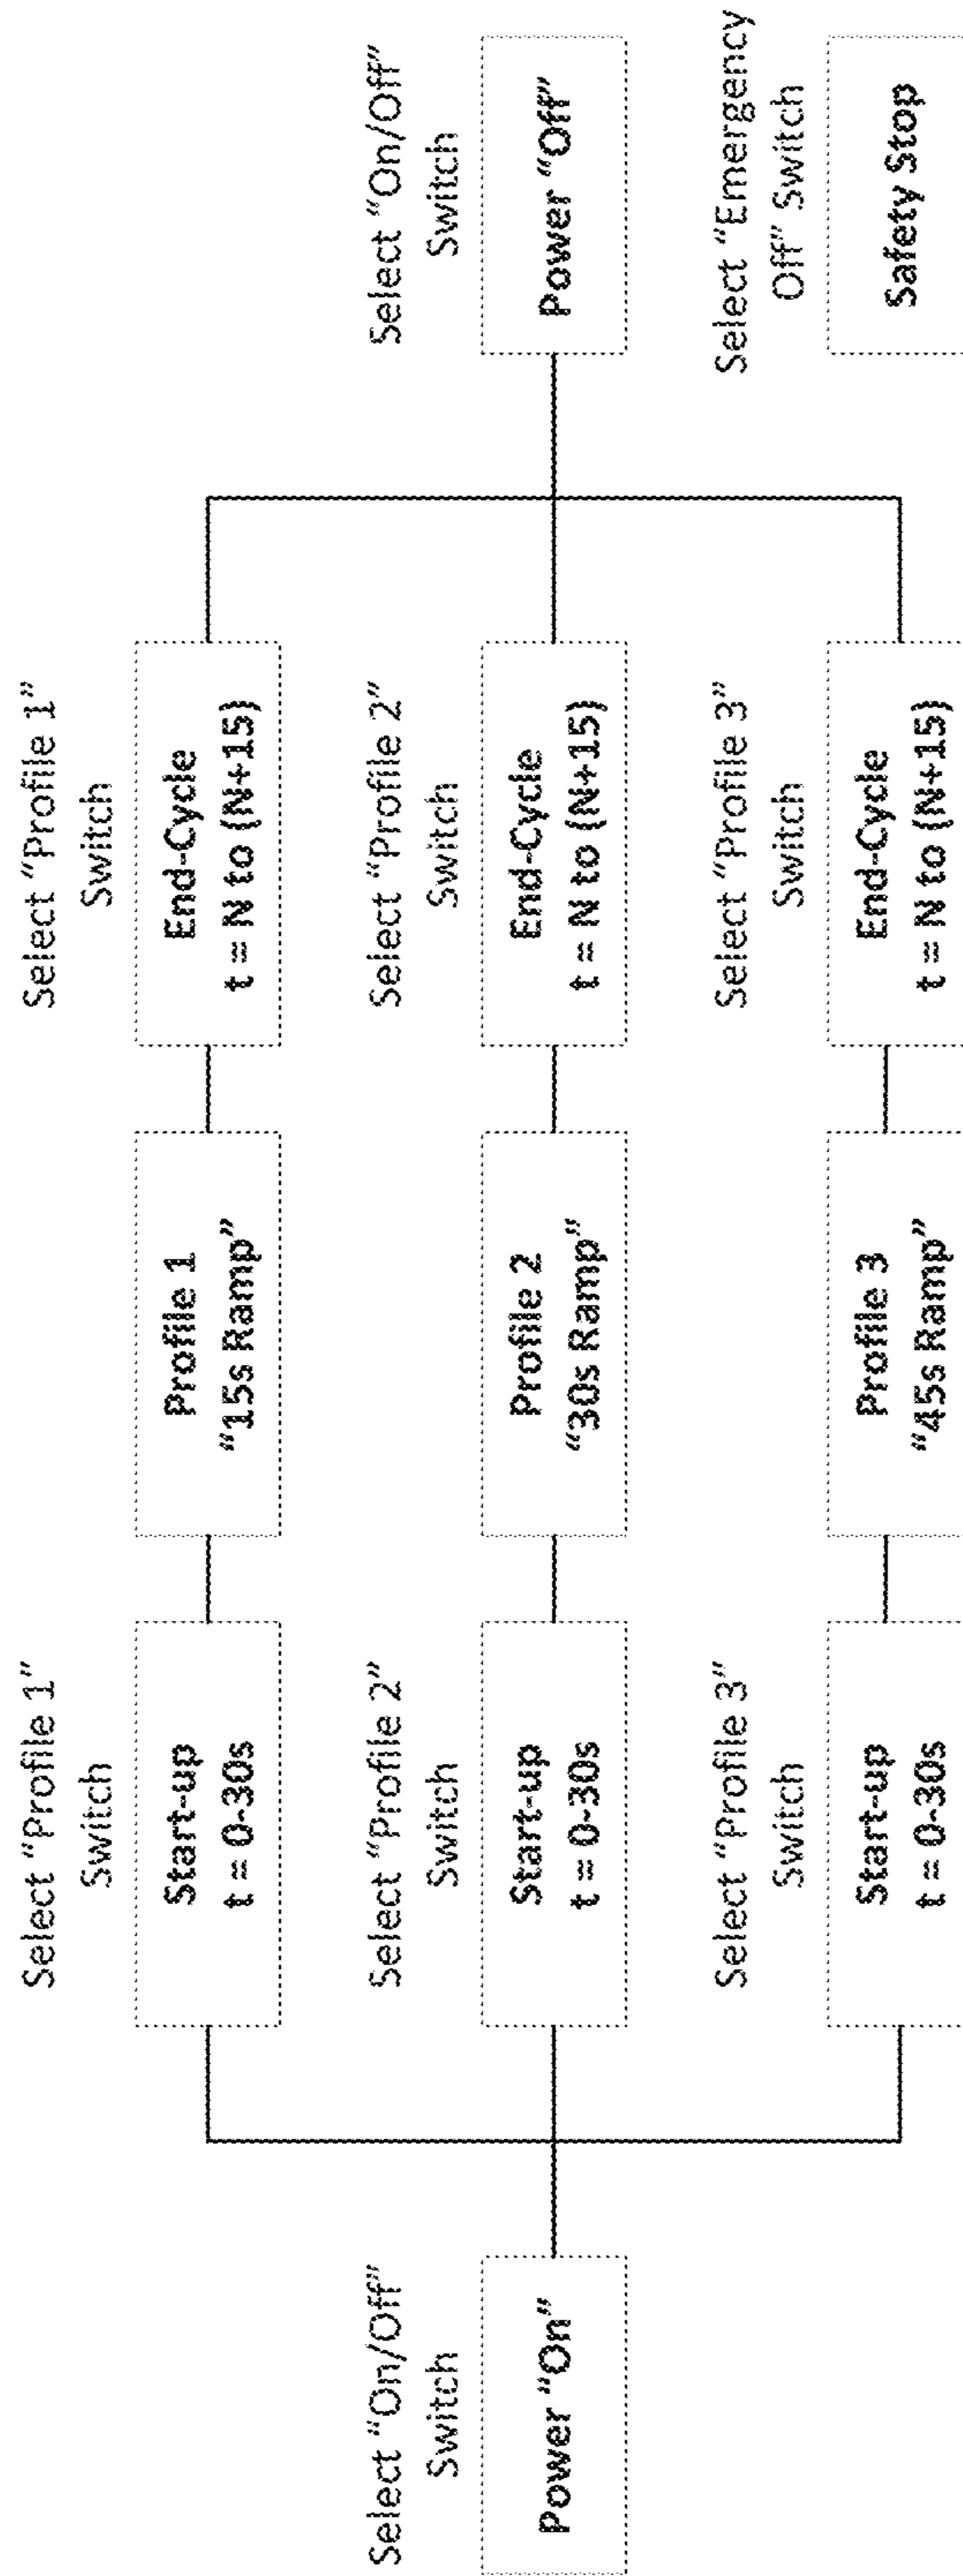 Select "On/Off"
Switch
Power "On"
Select "Profile 1"
Switch
Start-up
t = 0-30s
Profile 1
"15s Ramp"
Select "Profile 1"
Switch
End-Cycle
t = N to (N+15)
Select "Profile 2"
Switch
Start-up
t = 0-30s
Profile 2
"30s Ramp"
Select "Profile 2"
Switch
End-Cycle
t = N to (N+15)
Select "Profile 3"
Switch
Start-up
t = 0-30s
Profile 3
"45s Ramp"
Select "Profile 3"
Switch
End-Cycle
t = N to (N+15)
Select "On/Off"
Switch
Power "Off"
Select "Emergency
Off" Switch
Safety Stop